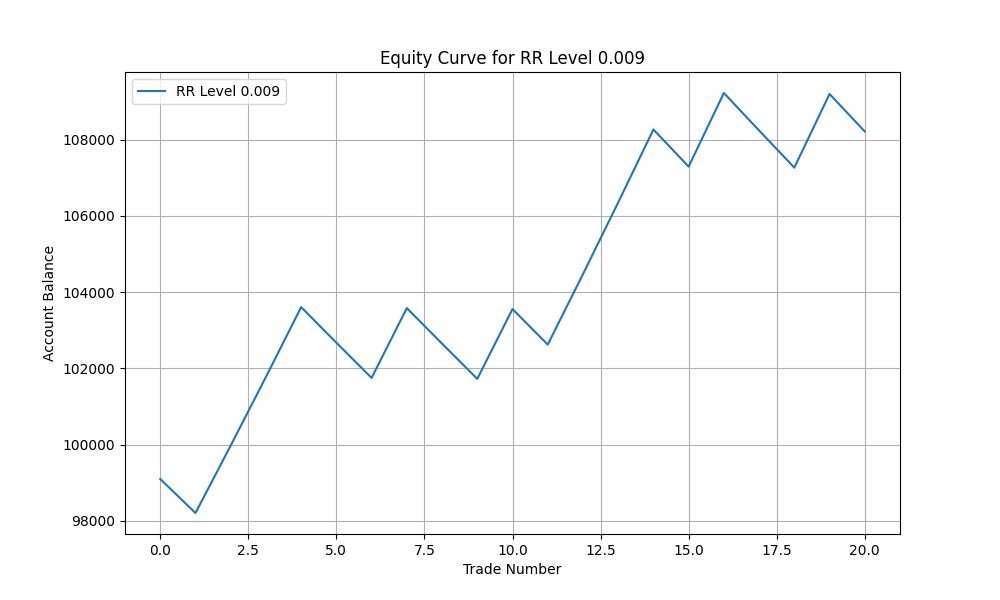 Equity Curve for RR Level 0.009
RR Level 0.009
108000
106000
104000
102000
100000
98000
Account Balance
0.0 2.5 5.0 7.5 10.0 12.5 15.0 17.5 20.0
Trade Number